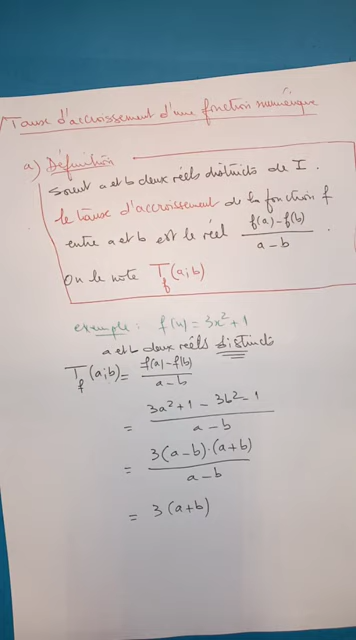 Taux d'accroissement d'une fonction numérique
a) Définition
Soient a et b deux réels distincts de I.
le taux d'accroissement de la fonction f
entre a et b est le réel f(a)-f(b) / a-b.
On le note T_f(a;b)
exemple: f(x) = 3x²+1
a et b deux réels distincts
T_f(a;b) = f(a)-f(b) / a-b
= 3a²+1-3b²-1 / a-b
= 3(a-b)·(a+b) / a-b
= 3(a+b)